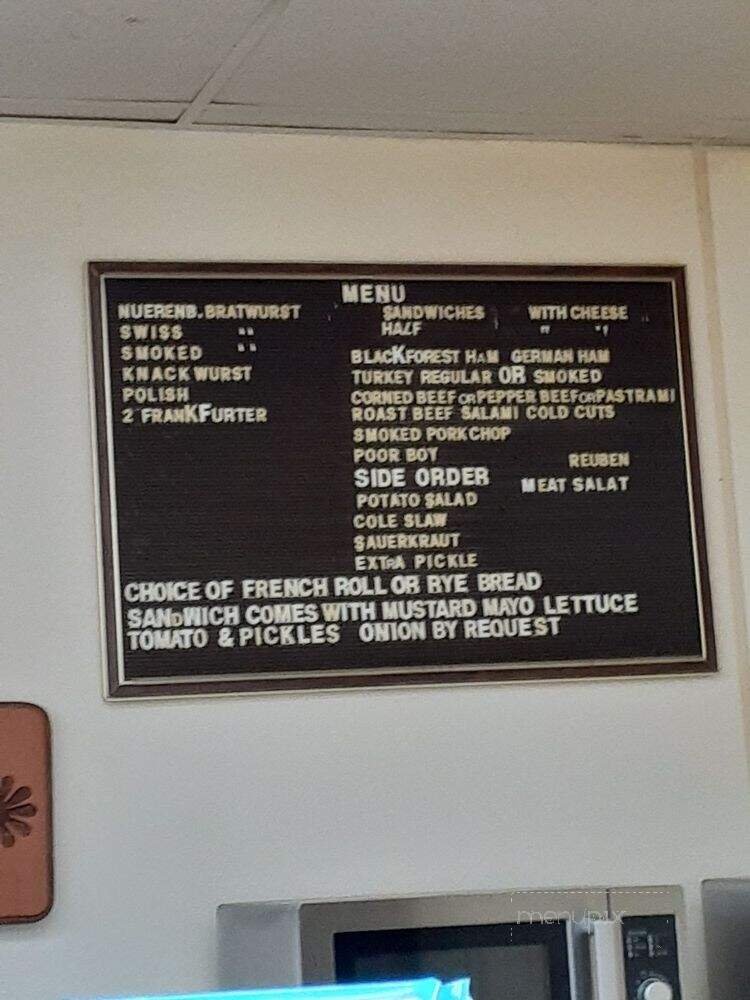 MENU
NUERENB. BRATWURST
SWISS " "
SMOKED " "
KNACKWURST
POLISH
2 FRANKFURTER
SANDWICHES WITH CHEESE
HALF " "
BLACKFOREST HAM GERMAN HAM
TURKEY REGULAR OR SMOKED
CORNED BEEF OR PEPPER BEEF OR PASTRAMI
ROAST BEEF SALAMI COLD CUTS
SMOKED PORKCHOP
POOR BOY REUBEN
SIDE ORDER MEAT SALAT
POTATO SALAD
COLE SLAW
SAUERKRAUT
EXTRA PICKLE
CHOICE OF FRENCH ROLL OR RYE BREAD
SANDWICH COMES WITH MUSTARD MAYO LETTUCE
TOMATO & PICKLES ONION BY REQUEST
menupix